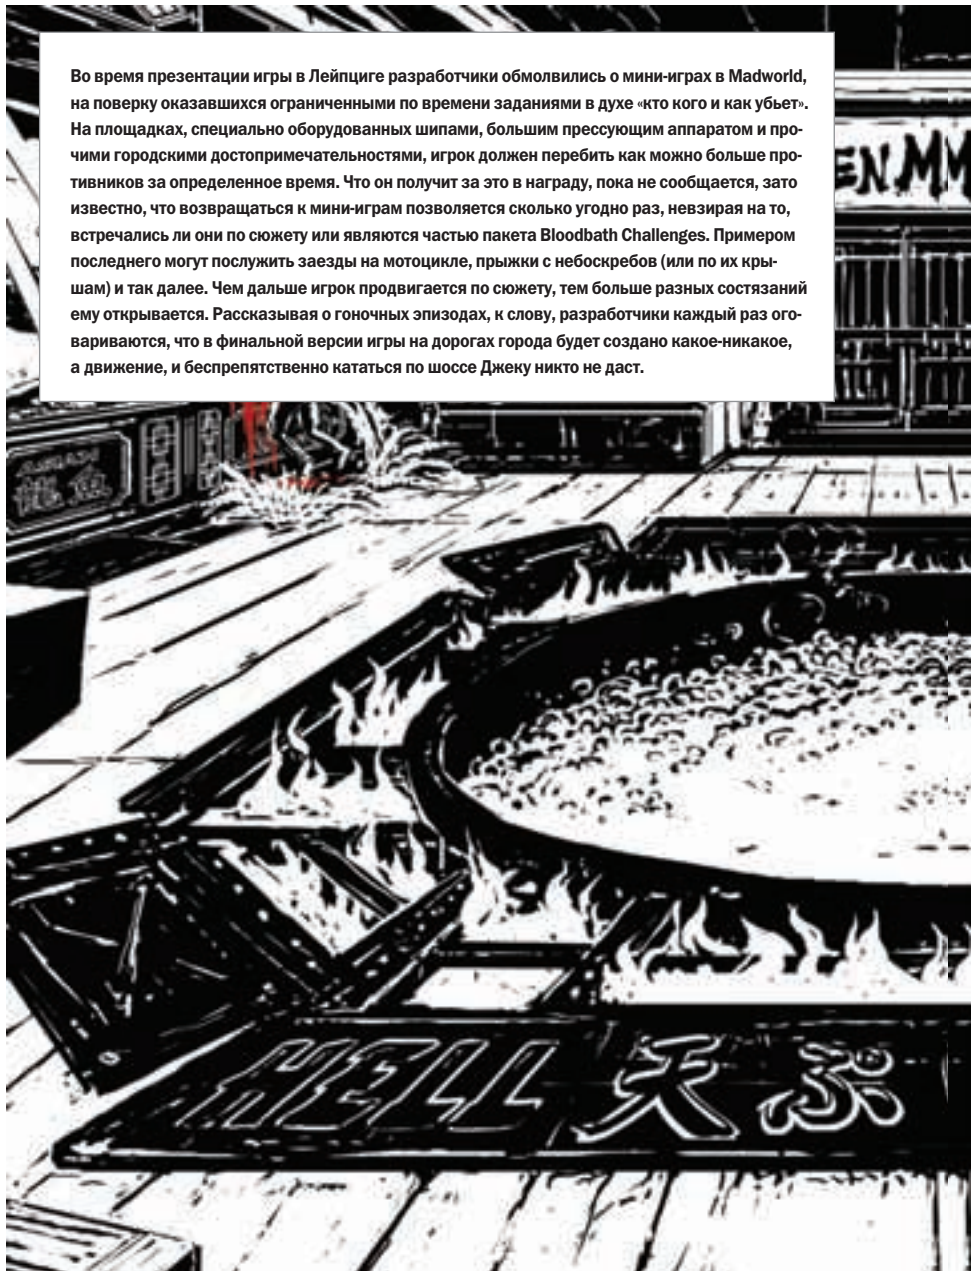 Во время презентации игры в Лейпциге разработчики обмолвились о мини-играх в Madworld,
на поверку оказавшихся ограниченными по времени заданиями в духе «кто кого и как убьет».
На площадках, специально оборудованных шипами, большим прессующим аппаратом и про-
чими городскими достопримечательностями, игрок должен перебить как можно больше про-
тивников за определенное время. Что он получит за это в награду, пока не сообщается, зато
известно, что возвращаться к мини-играм позволяется сколько угодно раз, невзирая на то,
встречались ли они по сюжету или являются частью пакета Bloodbath Challenges. Примером
последнего могут послужить заезды на мотоцикле, прыжки с небоскребов (или по их кры-
шам) и так далее. Чем дальше игрок продвигается по сюжету, тем больше разных состязаний
ему открывается. Рассказывая о гоночных эпизодах, к слову, разработчики каждый раз ого-
вариваются, что в финальной версии игры на дорогах города будет создано какое-никакое,
а движение, и беспрепятственно кататься по шоссе Джеку никто не даст.
HELL 天ぷ